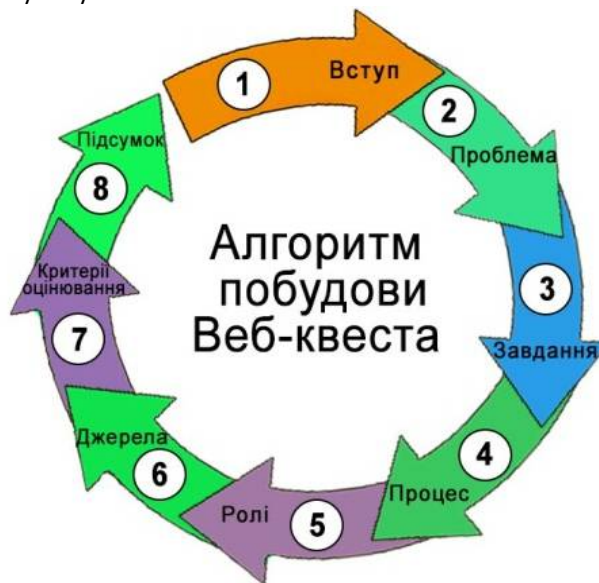 1
Вступ
2
Проблема
3
Завдання
4
Процес
5
Ролі
6
Джерела
7
Критерії
оцінювання
8
Підсумок
Алгоритм
побудови
Веб-квеста